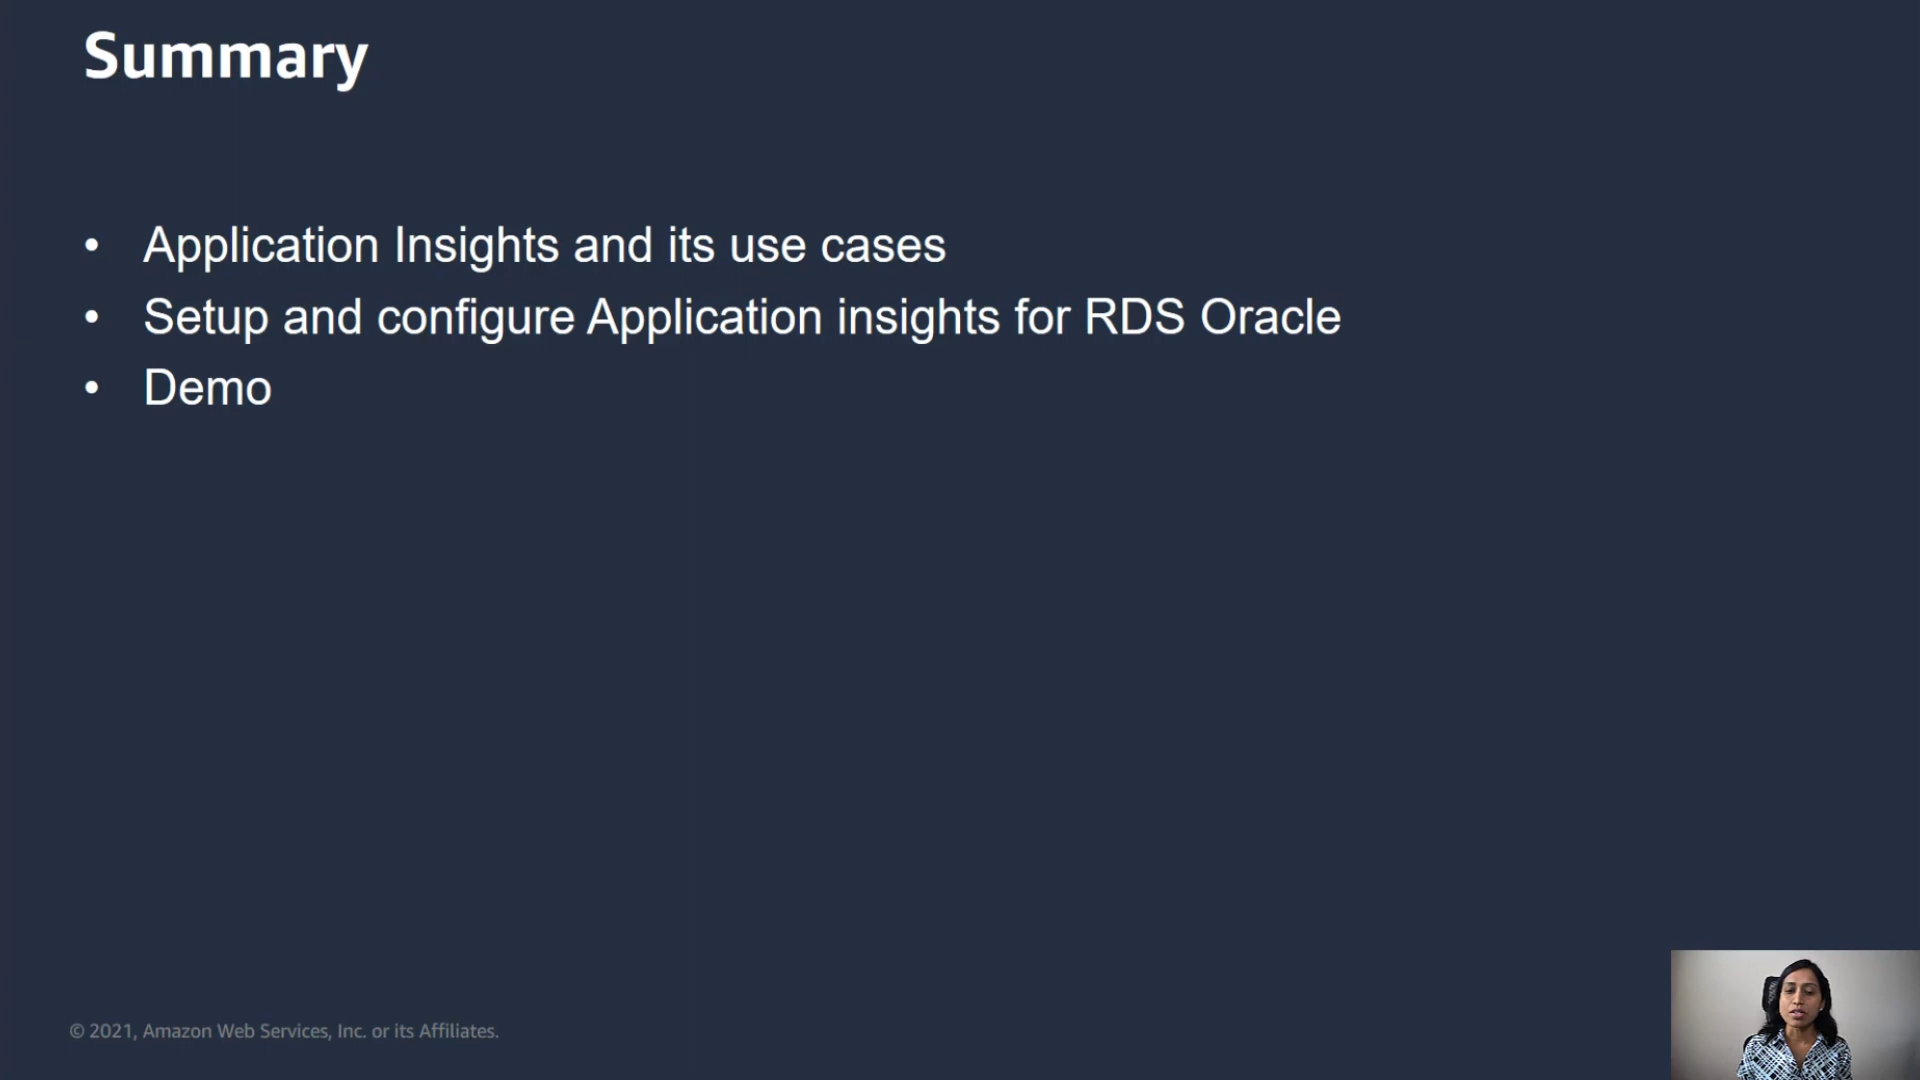 Summary
• Application Insights and its use cases
• Setup and configure Application insights for RDS Oracle
• Demo
© 2021, Amazon Web Services, Inc. or its Affiliates.